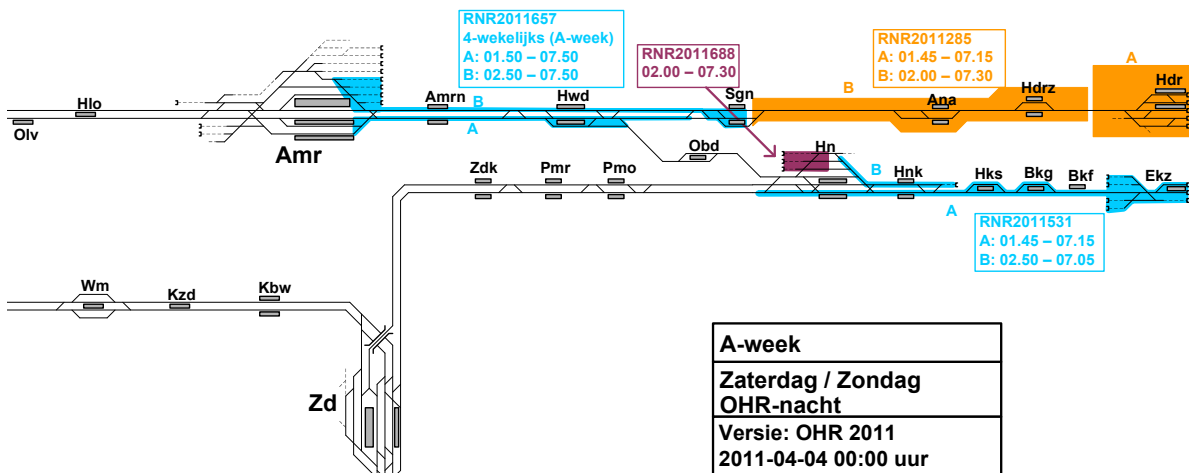 RNR2011657
4-wekelijks (A-week)
A: 01.50 – 07.50
B: 02.50 – 07.50
RNR2011688
02.00 – 07.30
RNR2011285
A: 01.45 – 07.15
B: 02.00 – 07.30
A
Hdr
Hlo
Olv
Amr
Amrn
B
A
Hwd
Sgn
B
Ana
Hdrz
Obd
Hn
Zdk
Pmr
Pmo
B
Hnk
Hks
Bkg
Bkf
Ekz
A
RNR2011531
A: 01.45 – 07.15
B: 02.50 – 07.05
Wm
Kzd
Kbw
Zd
A-week
Zaterdag / Zondag
OHR-nacht
Versie: OHR 2011
2011-04-04 00:00 uur